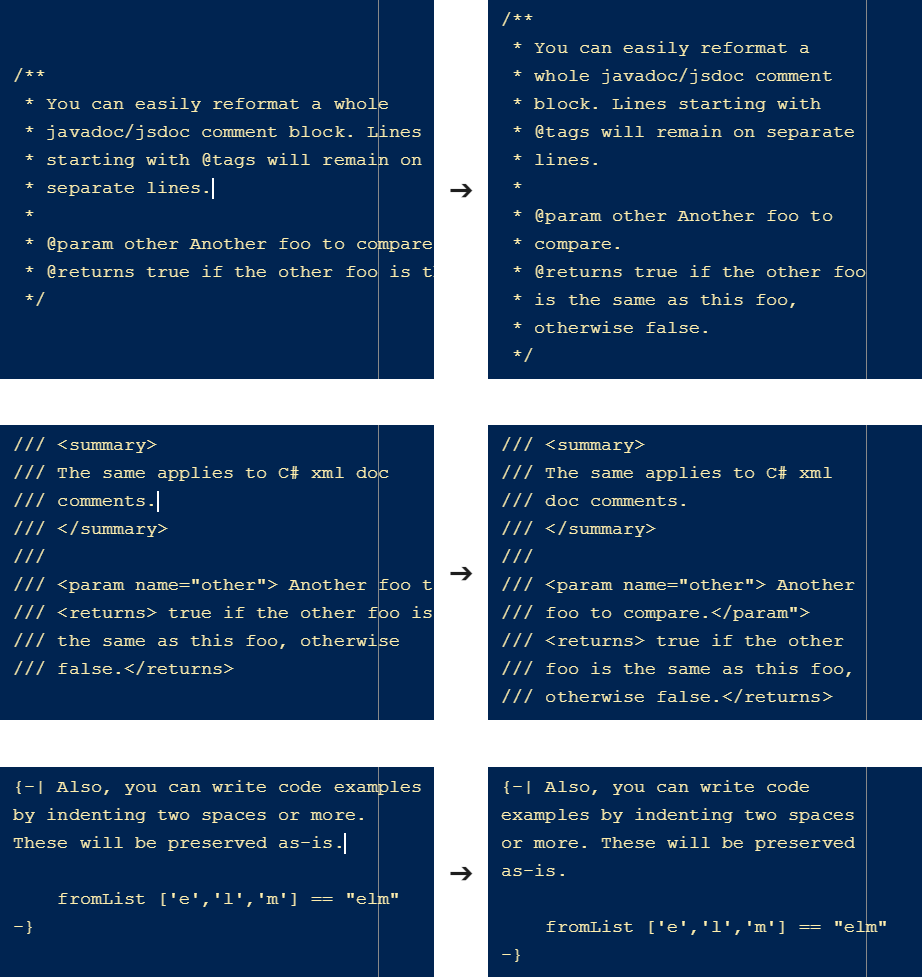 /**
 * You can easily reformat a whole
 * javadoc/jsdoc comment block. Lines
 * starting with @tags will remain on
 * separate lines.
 *
 * @param other Another foo to compare
 * @returns true if the other foo is t
 */
➔
/**
 * You can easily reformat a
 * whole javadoc/jsdoc comment
 * block. Lines starting with
 * @tags will remain on separate
 * lines.
 *
 * @param other Another foo to
 * compare.
 * @returns true if the other foo
 * is the same as this foo,
 * otherwise false.
 */
/// <summary>
/// The same applies to C# xml doc
/// comments.
/// </summary>
///
/// <param name="other"> Another foo t
/// <returns> true if the other foo is
/// the same as this foo, otherwise
/// false.</returns>
➔
/// <summary>
/// The same applies to C# xml
/// doc comments.
/// </summary>
///
/// <param name="other"> Another
/// foo to compare.</param">
/// <returns> true if the other
/// foo is the same as this foo,
/// otherwise false.</returns>
{-| Also, you can write code examples
by indenting two spaces or more.
These will be preserved as-is.

    fromList ['e','l','m'] == "elm"
-}
➔
{-| Also, you can write code
examples by indenting two spaces
or more. These will be preserved
as-is.

    fromList ['e','l','m'] == "elm"
-}